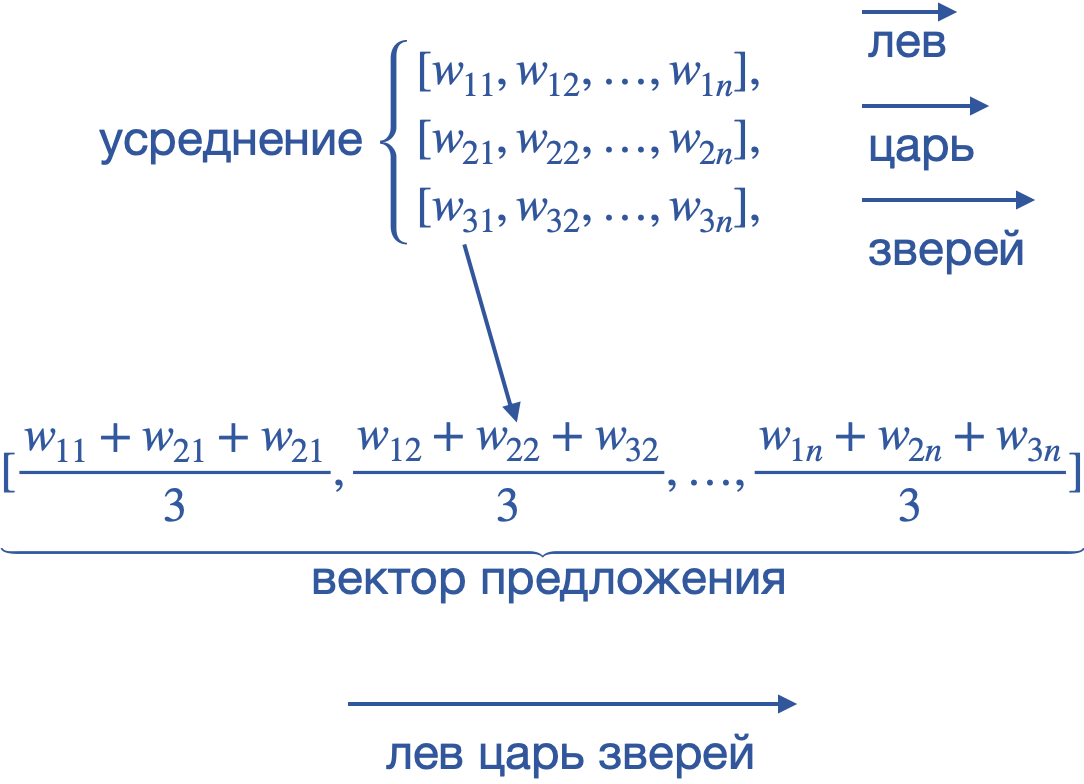 [w₁₁, w₁₂, …, w₁ₙ], лев
усреднение [w₂₁, w₂₂, …, w₂ₙ], царь
[w₃₁, w₃₂, …, w₃ₙ], зверей
[(w₁₁ + w₂₁ + w₂₁)/3, (w₁₂ + w₂₂ + w₃₂)/3, …, (w₁ₙ + w₂ₙ + w₃ₙ)/3]
вектор предложения
лев царь зверей